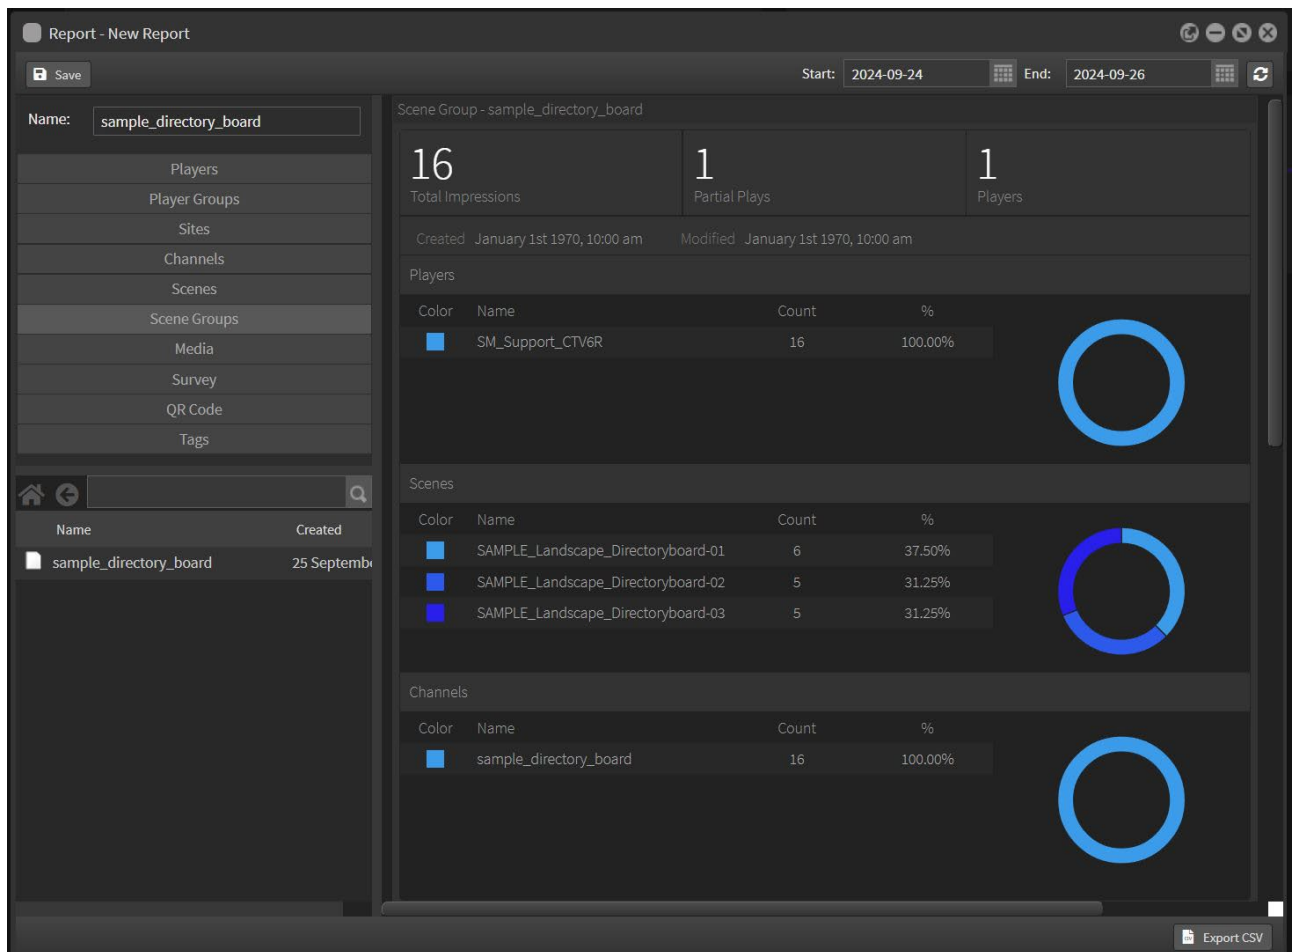 Report - New Report
Save
Start: 2024-09-24 End: 2024-09-26
Name: sample_directory_board
Players
Player Groups
Sites
Channels
Scenes
Scene Groups
Media
Survey
QR Code
Tags
Name Created
sample_directory_board 25 Septembe
Scene Group - sample_directory_board
16 1 1
Total Impressions Partial Plays Players
Created January 1st 1970, 10:00 am Modified January 1st 1970, 10:00 am
Players
Color Name Count %
SM_Support_CTV6R 16 100.00%
Scenes
Color Name Count %
SAMPLE_Landscape_Directoryboard-01 6 37.50%
SAMPLE_Landscape_Directoryboard-02 5 31.25%
SAMPLE_Landscape_Directoryboard-03 5 31.25%
Channels
Color Name Count %
sample_directory_board 16 100.00%
Export CSV